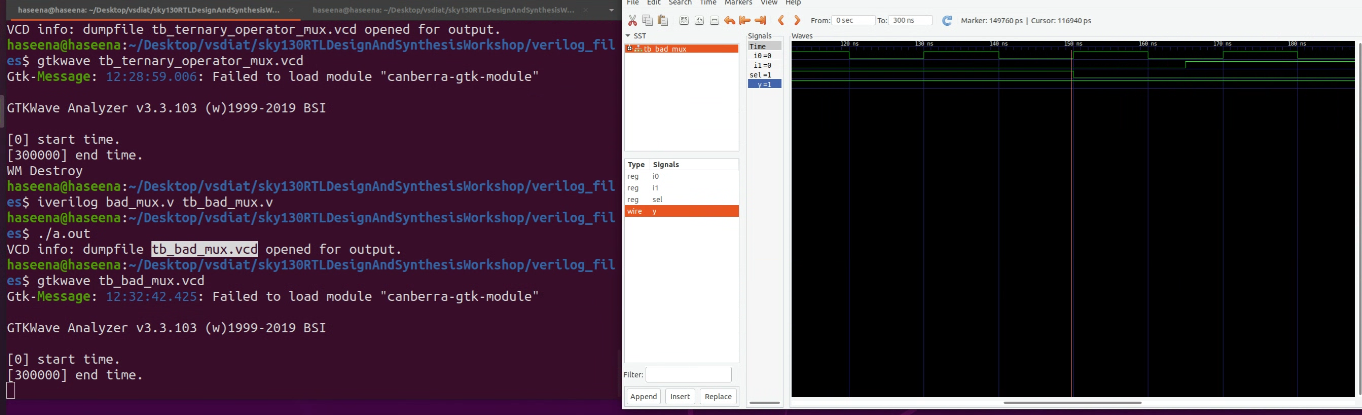 haseena@haseena: ~/Desktop/vsdiat/sky130RTLDesignAndSynthesisW...
haseena@haseena: ~/Desktop/vsdiat/sky130RTLDesignAndSynthesisW...
VCD info: dumpfile tb_ternary_operator_mux.vcd opened for output.
haseena@haseena:~/Desktop/vsdiat/sky130RTLDesignAndSynthesisWorkshop/verilog_fil
es$ gtkwave tb_ternary_operator_mux.vcd
Gtk-Message: 12:28:59.006: Failed to load module "canberra-gtk-module"
GTKWave Analyzer v3.3.103 (w)1999-2019 BSI
[0] start time.
[300000] end time.
WM Destroy
haseena@haseena:~/Desktop/vsdiat/sky130RTLDesignAndSynthesisWorkshop/verilog_fil
es$ iverilog bad_mux.v tb_bad_mux.v
haseena@haseena:~/Desktop/vsdiat/sky130RTLDesignAndSynthesisWorkshop/verilog_fil
es$ ./a.out
VCD info: dumpfile tb_bad_mux.vcd opened for output.
haseena@haseena:~/Desktop/vsdiat/sky130RTLDesignAndSynthesisWorkshop/verilog_fil
es$ gtkwave tb_bad_mux.vcd
Gtk-Message: 12:32:42.425: Failed to load module "canberra-gtk-module"
GTKWave Analyzer v3.3.103 (w)1999-2019 BSI
[0] start time.
[300000] end time.
File Edit Search Time Markers View Help
From: 0 sec To: 300 ns Marker: 149760 ps | Cursor: 116940 ps
SST
tb_bad_mux
Type Signals
reg i0
reg i1
reg sel
wire y
Filter:
Append Insert Replace
Signals
Time
i0=0
i1=0
sel=1
y=1
Waves
120 ns 130 ns 140 ns 150 ns 160 ns 170 ns 180 ns